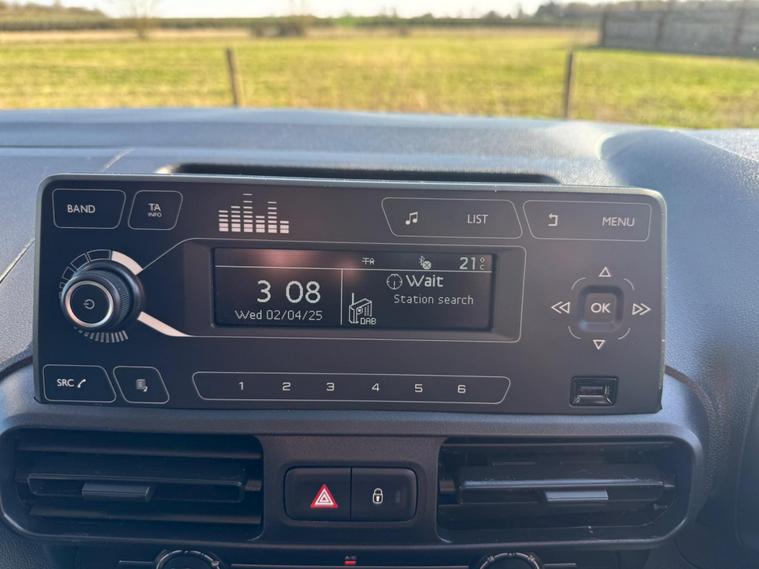 BAND
TA
INFO
LIST
MENU
TA
21°C
3 08
Wait
Station search
Wed 02/04/25
DAB
OK
SRC
1 2 3 4 5 6